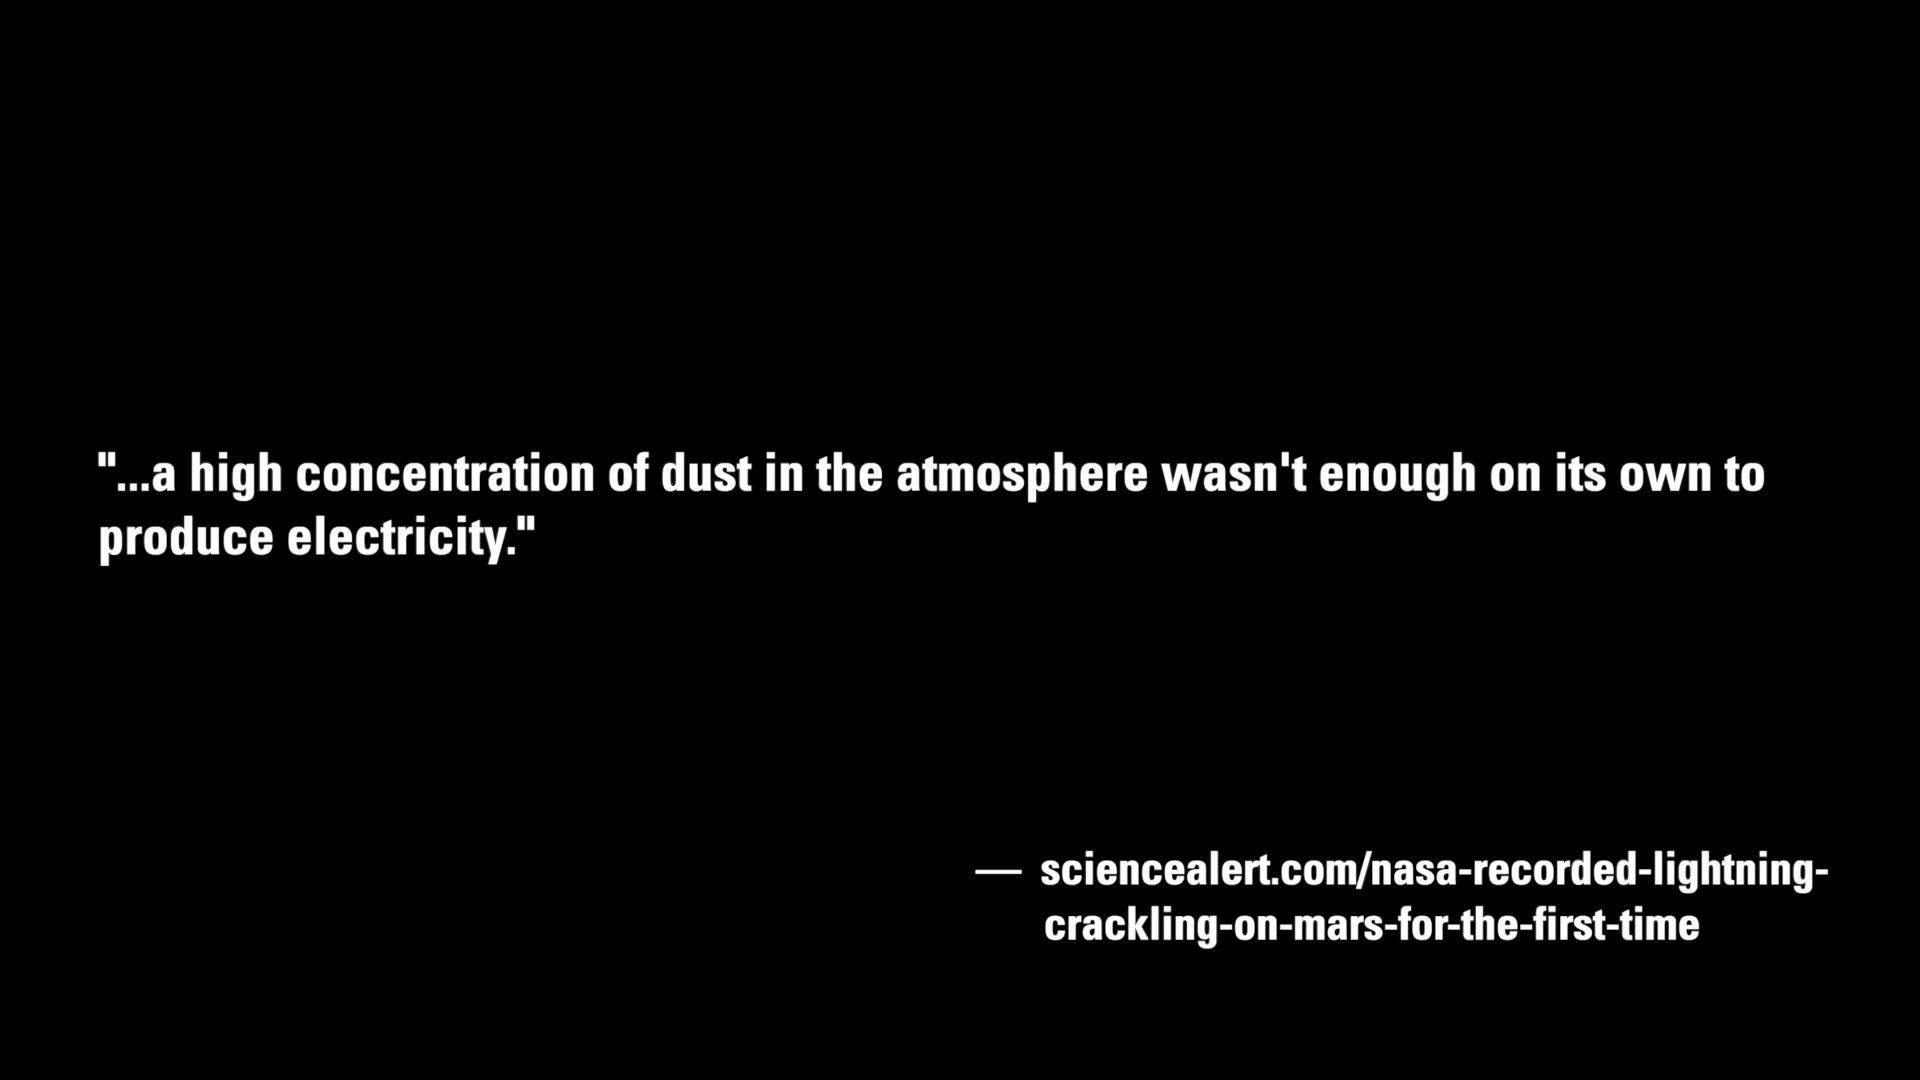 "...a high concentration of dust in the atmosphere wasn't enough on its own to
produce electricity."
— sciencealert.com/nasa-recorded-lightning-
crackling-on-mars-for-the-first-time